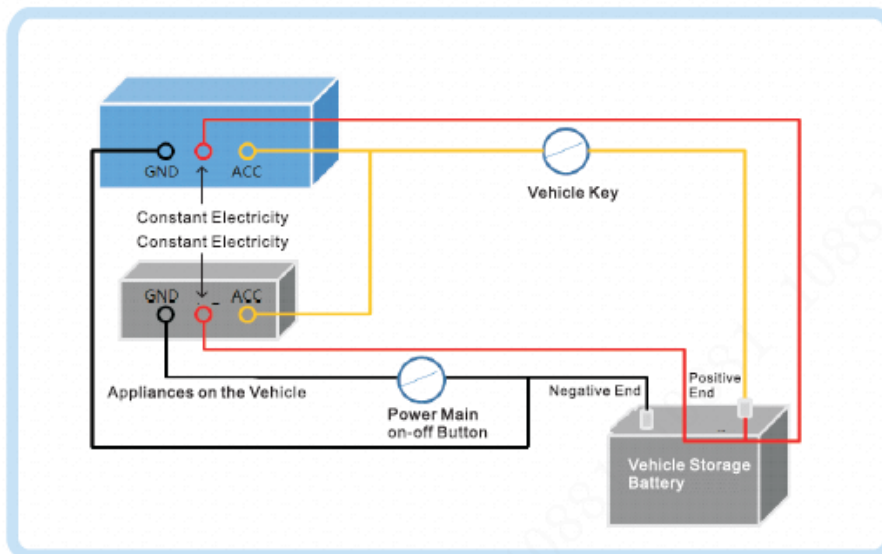 GND
ACC
Vehicle Key
Constant Electricity
Constant Electricity
GND
ACC
Appliances on the Vehicle
Power Main
on-off Button
Negative End
Positive
End
Vehicle Storage
Battery